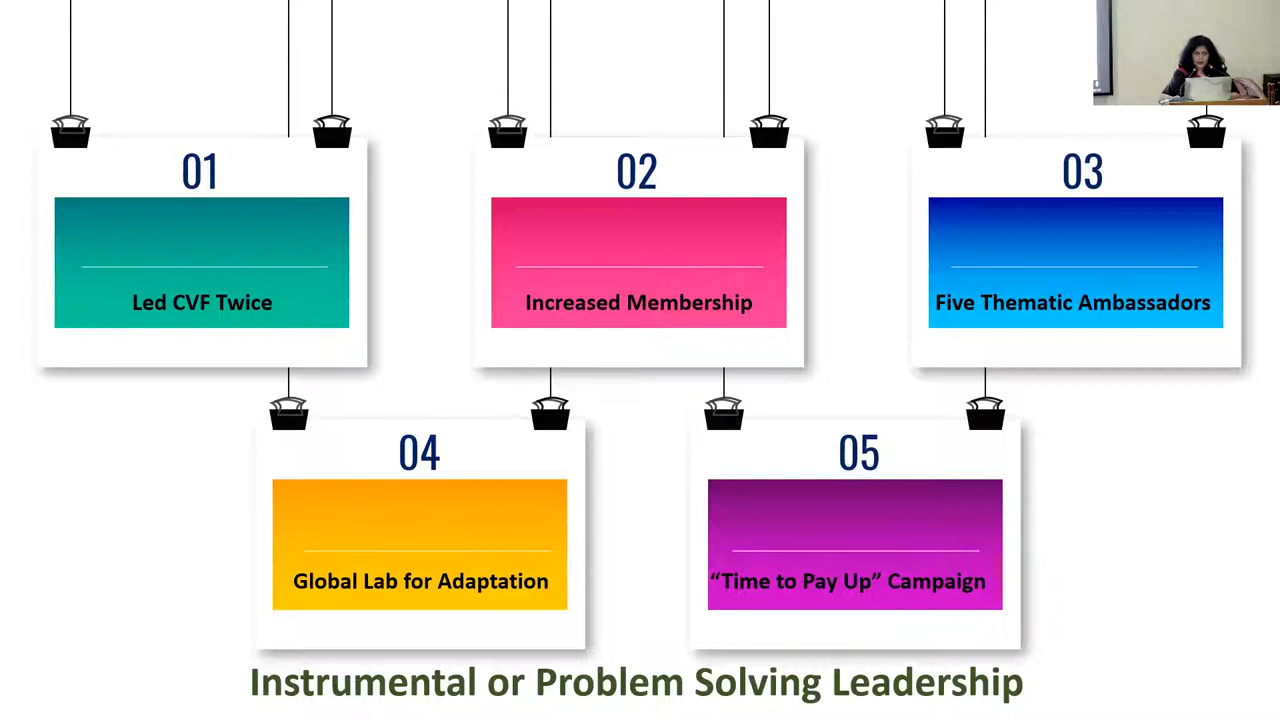 01
Led CVF Twice
02
Increased Membership
03
Five Thematic Ambassadors
04
Global Lab for Adaptation
05
“Time to Pay Up” Campaign
Instrumental or Problem Solving Leadership